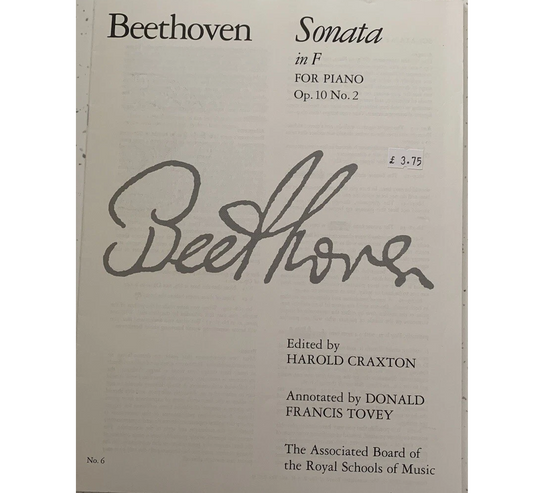 Beethoven
Sonata
in F
FOR PIANO
Op. 10 No. 2
£ 3.75
Beethoven
Edited by
HAROLD CRAXTON
Annotated by DONALD
FRANCIS TOVEY
The Associated Board of
the Royal Schools of Music
No. 6